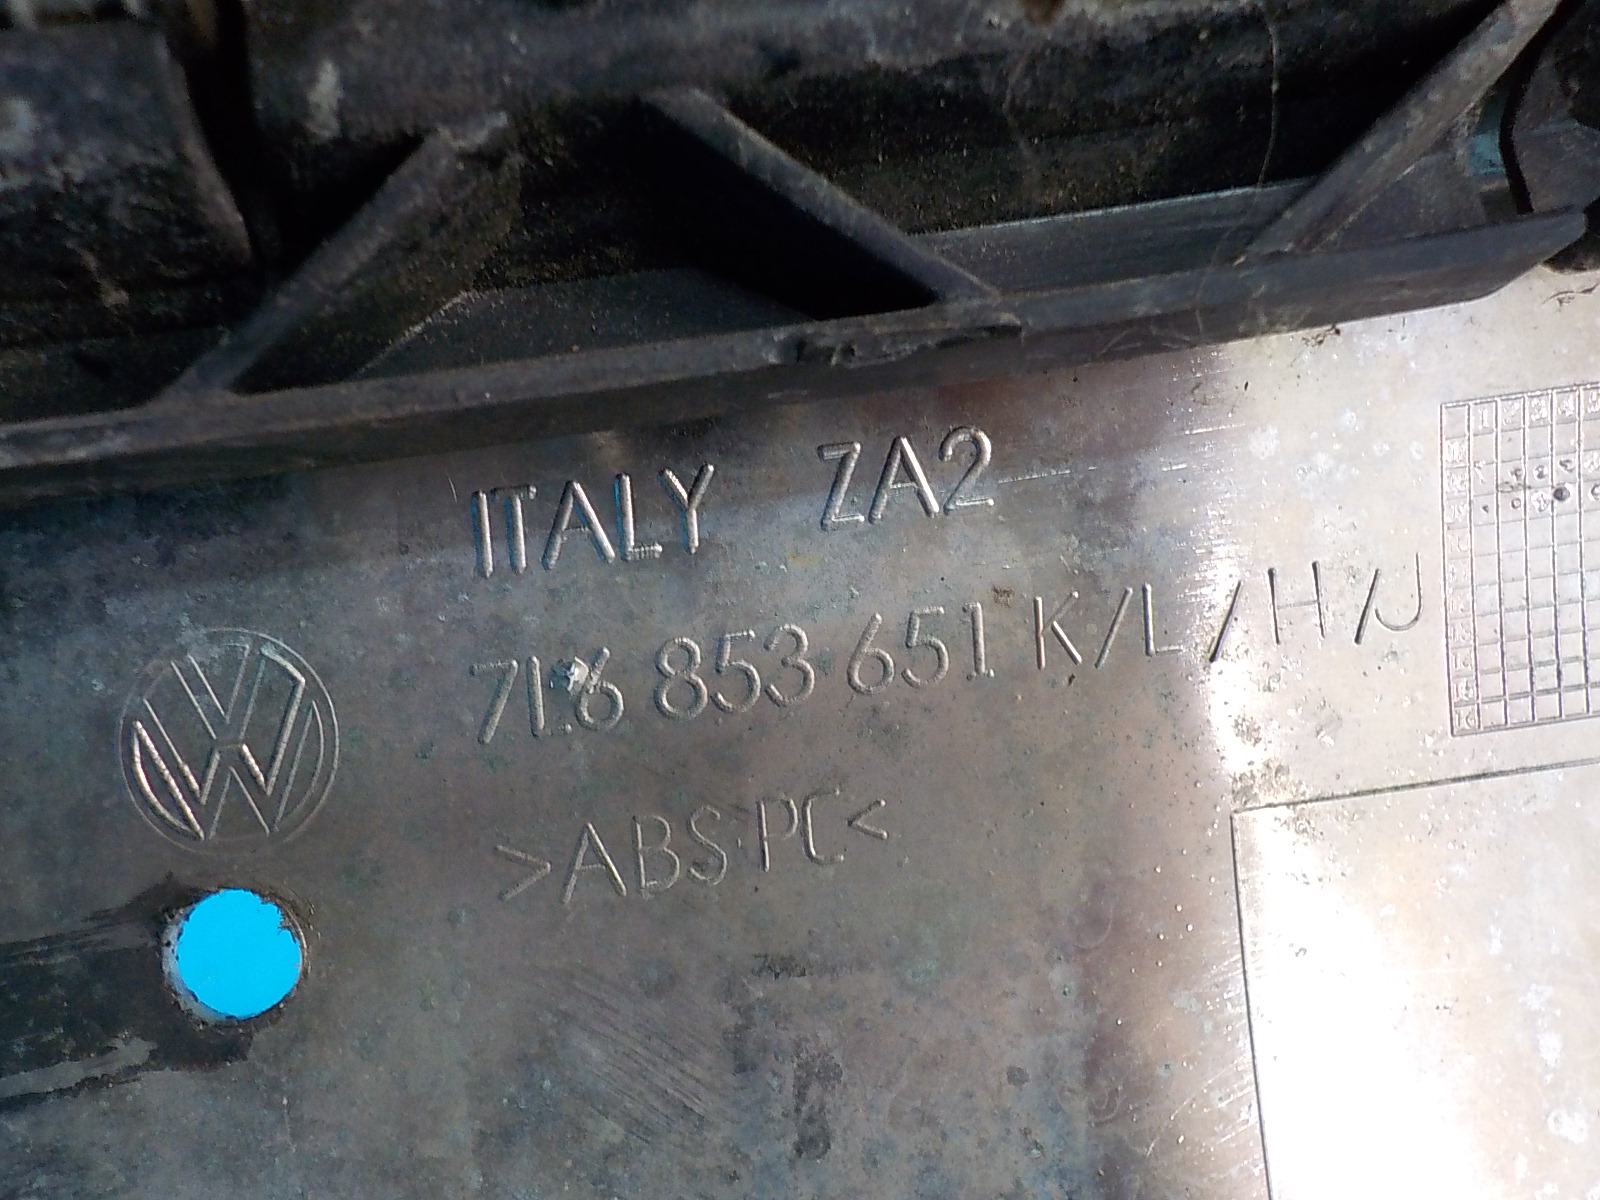 ITALY ZA2
7L6 853 651 K/L/H/J
>ABS PC<